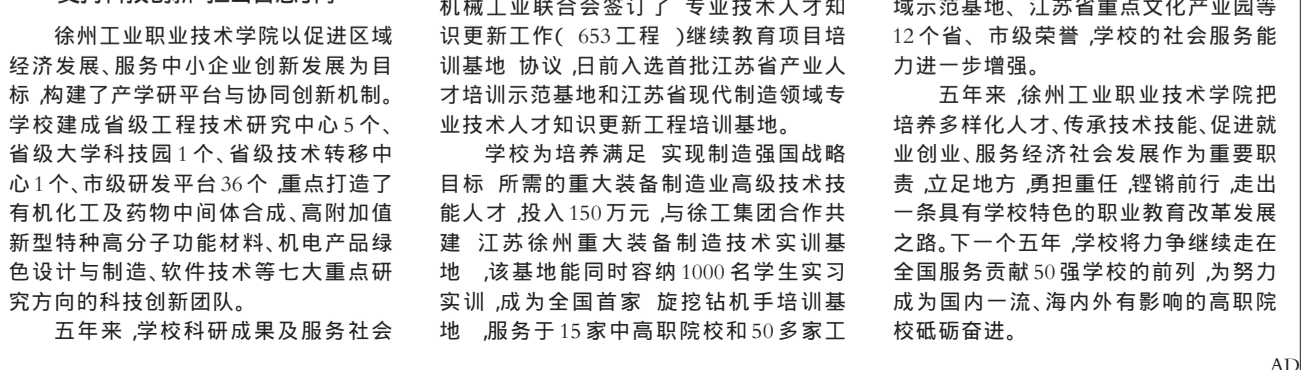 徐州工业职业技术学院以促进区域
经济发展、服务中小企业创新发展为目
标 ,构建了产学研平台与协同创新机制。
学校建成省级工程技术研究中心5个、
省级大学科技园1个、省级技术转移中
心1个、市级研发平台36个 ,重点打造了
有机化工及药物中间体合成、高附加值
新型特种高分子功能材料、机电产品绿
色设计与制造、软件技术等七大重点研
究方向的科技创新团队。
五年来 ,学校科研成果及服务社会
机械工业联合会签订了 专业技术人才知
识更新工作( 653工程 )继续教育项目培
训基地 协议 ,日前入选首批江苏省产业人
才培训示范基地和江苏省现代制造领域专
业技术人才知识更新工程培训基地。
学校为培养满足 实现制造强国战略
目标 所需的重大装备制造业高级技术技
能人才 ,投入150万元 ,与徐工集团合作共
建 江苏徐州重大装备制造技术实训基
地 ,该基地能同时容纳1000名学生实习
实训 ,成为全国首家 旋挖钻机手培训基
地 ,服务于15家中高职院校和50多家工
域示范基地、江苏省重点文化产业园等
12个省、市级荣誉 ,学校的社会服务能
力进一步增强。
五年来 ,徐州工业职业技术学院把
培养多样化人才、传承技术技能、促进就
业创业、服务经济社会发展作为重要职
责 ,立足地方 ,勇担重任 ,铿锵前行 ,走出
一条具有学校特色的职业教育改革发展
之路。下一个五年 ,学校将力争继续走在
全国服务贡献50强学校的前列 ,为努力
成为国内一流、海内外有影响的高职院
校砥砺奋进。
AD